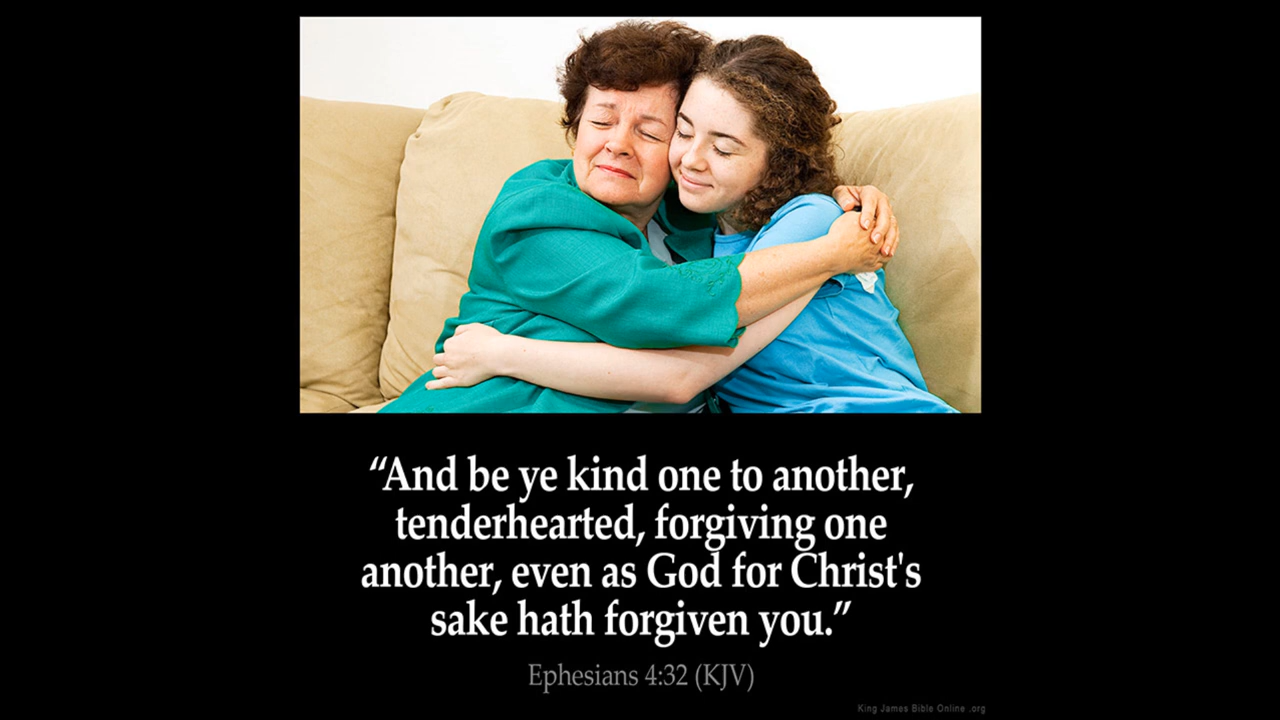 “And be ye kind one to another,
tenderhearted, forgiving one
another, even as God for Christ's
sake hath forgiven you.”
Ephesians 4:32 (KJV)
King James Bible Online .org